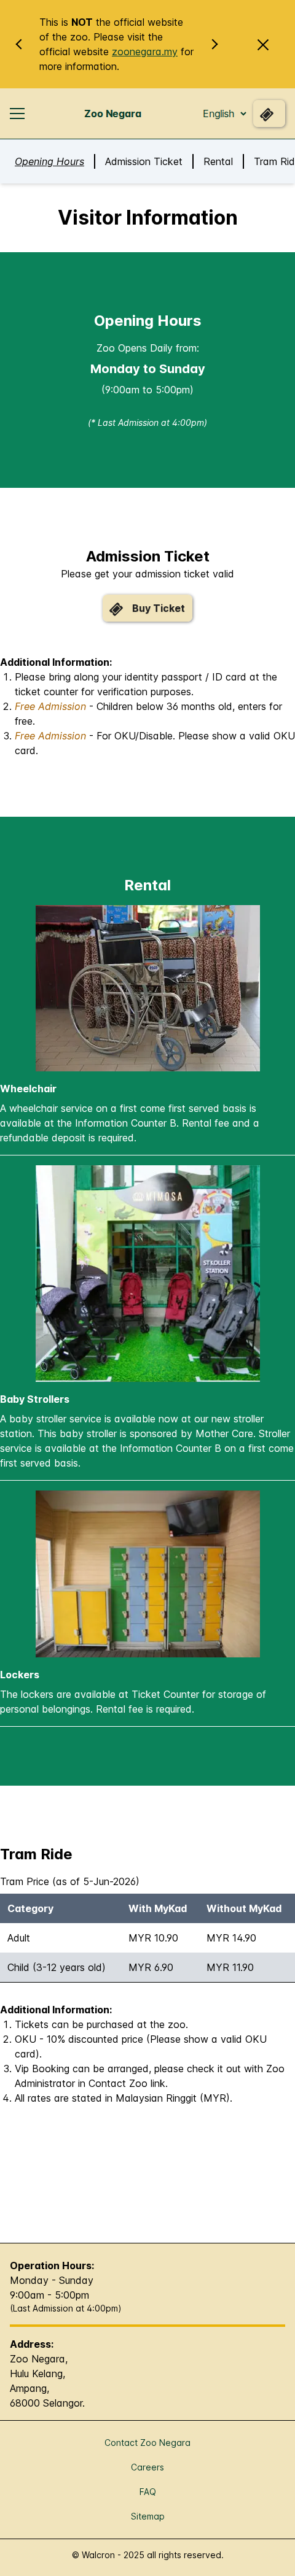 This is NOT the official website
of the zoo. Please visit the
official website zoonegara.my for
more information.
Zoo Negara
English
Opening Hours
Admission Ticket
Rental
Tram Rid
Visitor Information
Opening Hours
Zoo Opens Daily from:
Monday to Sunday
(9:00am to 5:00pm)
(* Last Admission at 4:00pm)
Admission Ticket
Please get your admission ticket valid
Buy Ticket
Additional Information:
1. Please bring along your identity passport / ID card at the
ticket counter for verification purposes.
2. Free Admission - Children below 36 months old, enters for
free.
3. Free Admission - For OKU/Disable. Please show a valid OKU
card.
Rental
Wheelchair
A wheelchair service on a first come first served basis is
available at the Information Counter B. Rental fee and a
refundable deposit is required.
MIMOSA
STROLLER
STATION
Baby Strollers
A baby stroller service is available now at our new stroller
station. This baby stroller is sponsored by Mother Care. Stroller
service is available at the Information Counter B on a first come
first served basis.
Lockers
The lockers are available at Ticket Counter for storage of
personal belongings. Rental fee is required.
Tram Ride
Tram Price (as of 5-Jun-2026)
Category With MyKad Without MyKad
Adult MYR 10.90 MYR 14.90
Child (3-12 years old) MYR 6.90 MYR 11.90
Additional Information:
1. Tickets can be purchased at the zoo.
2. OKU - 10% discounted price (Please show a valid OKU
card).
3. Vip Booking can be arranged, please check it out with Zoo
Administrator in Contact Zoo link.
4. All rates are stated in Malaysian Ringgit (MYR).
Operation Hours:
Monday - Sunday
9:00am - 5:00pm
(Last Admission at 4:00pm)
Address:
Zoo Negara,
Hulu Kelang,
Ampang,
68000 Selangor.
Contact Zoo Negara
Careers
FAQ
Sitemap
© Walcron - 2025 all rights reserved.